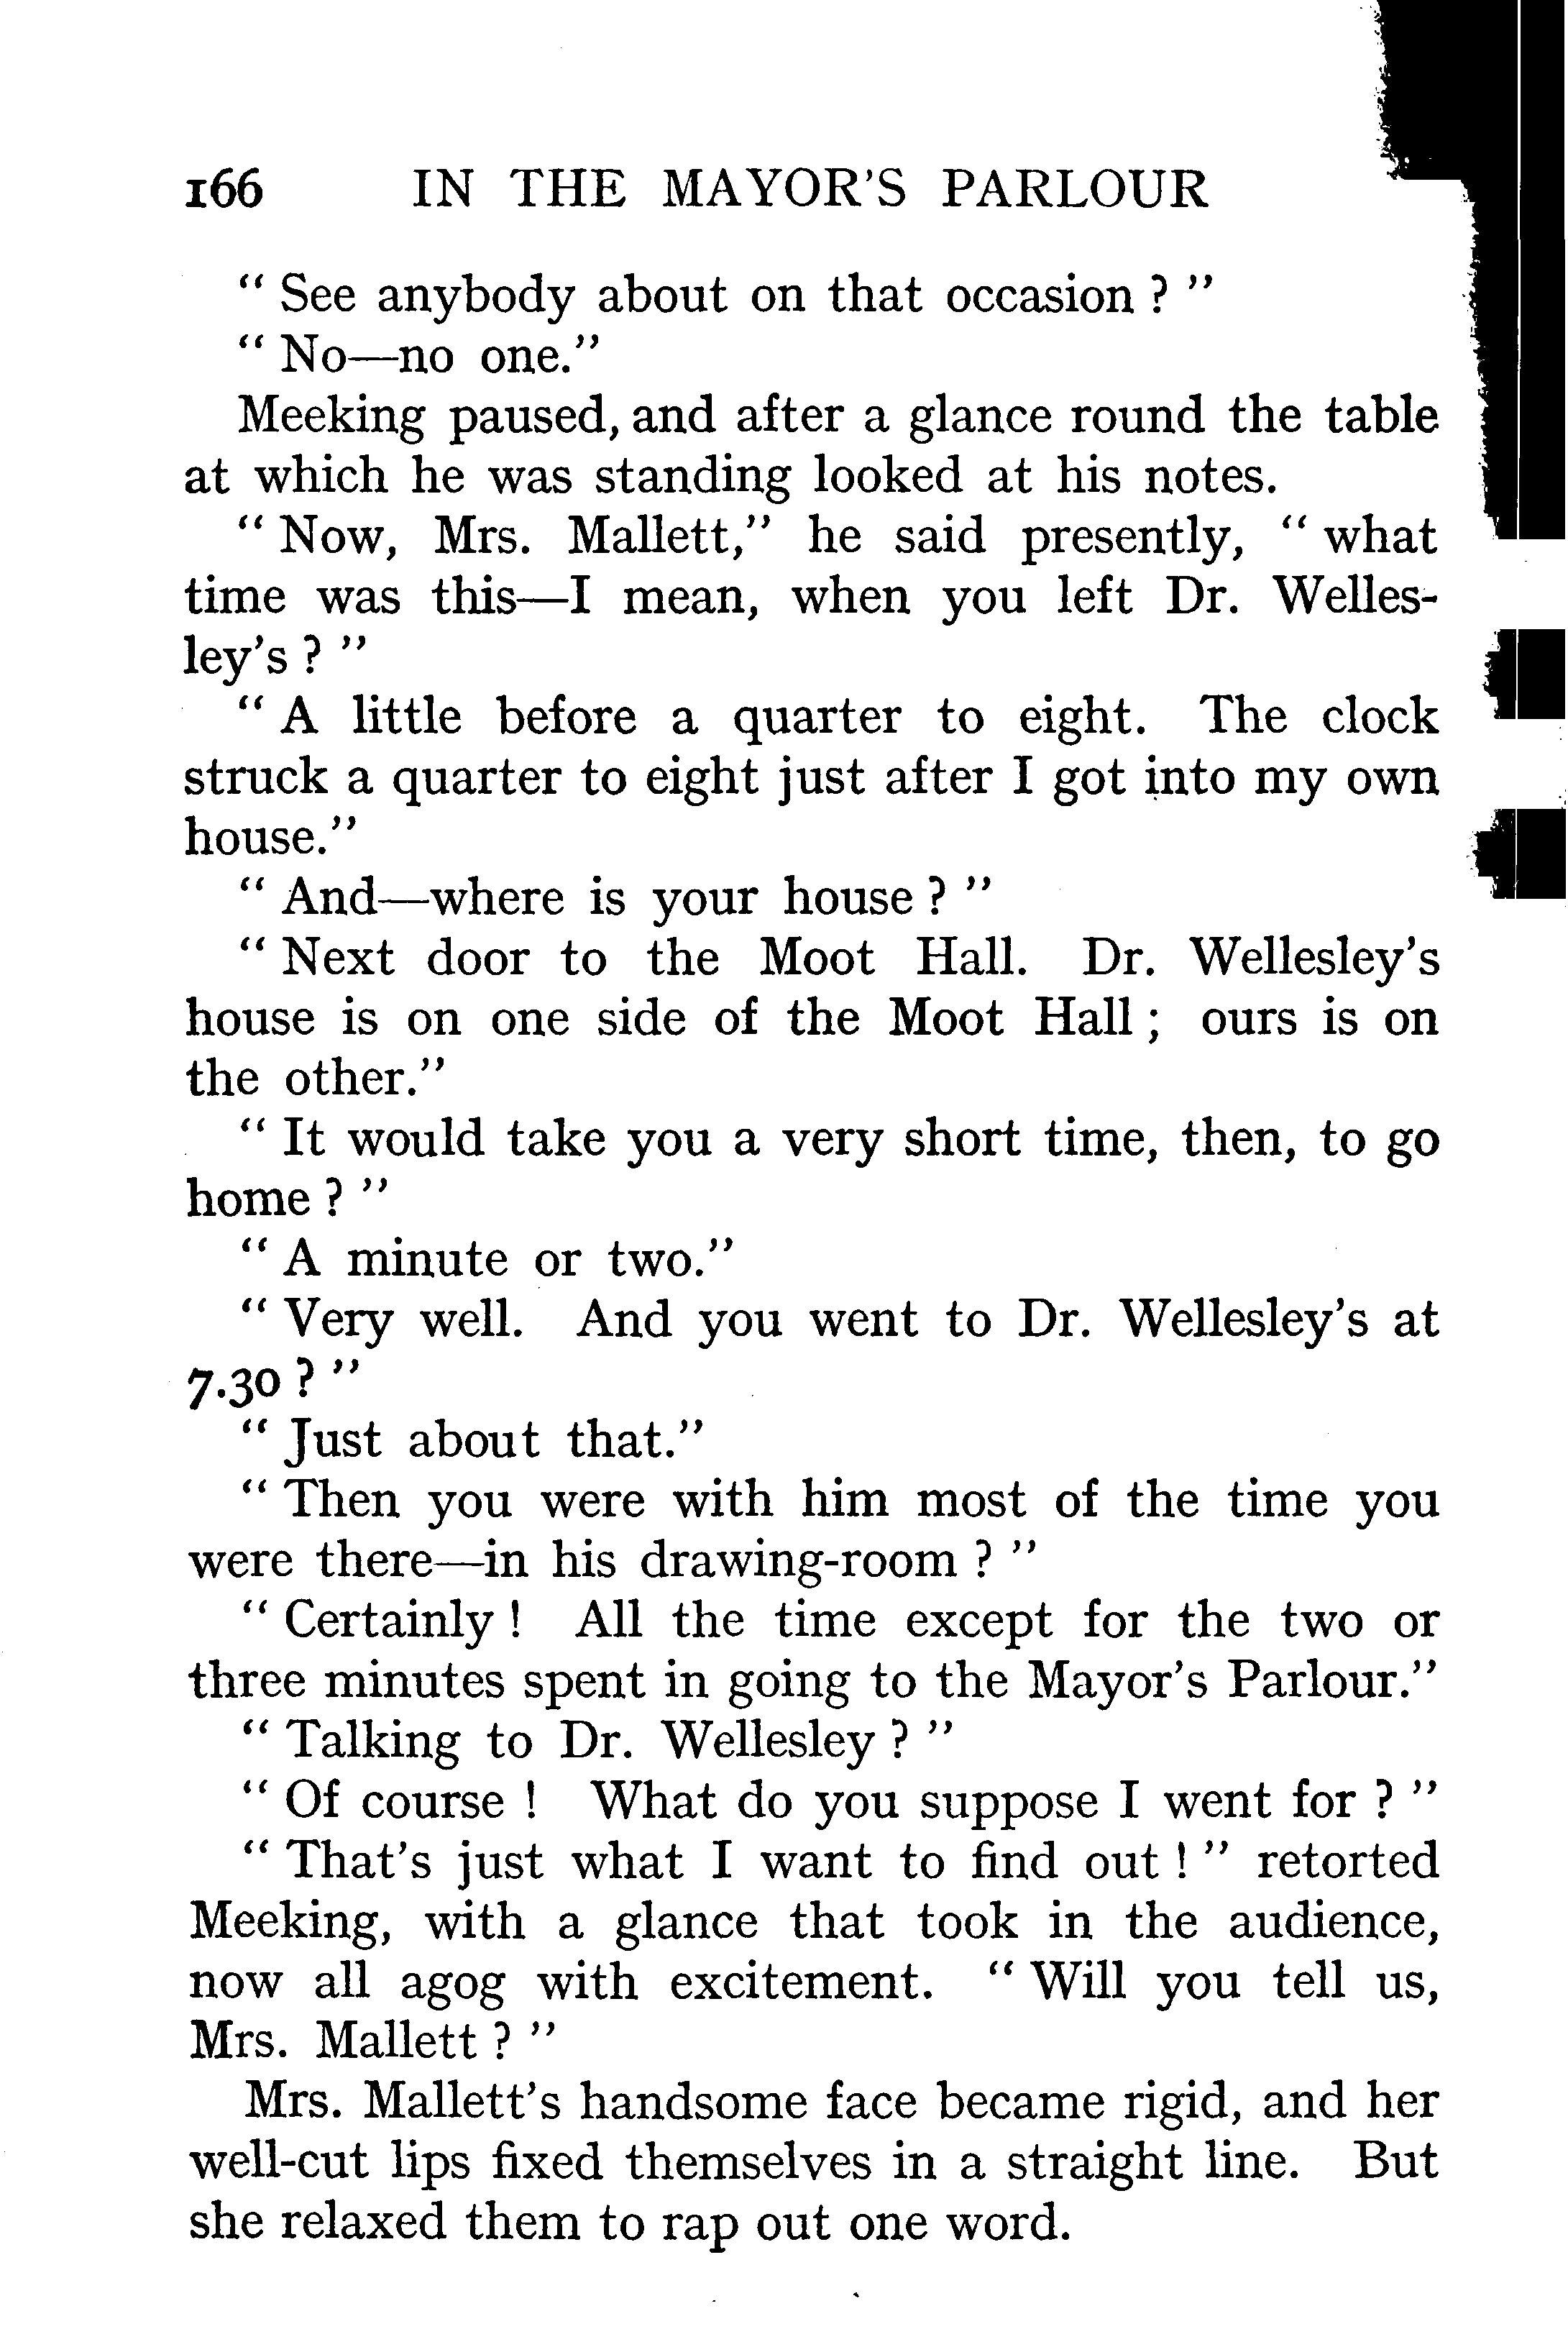 166 IN THE MAYOR'S PARLOUR
“ See anybody about on that occasion ? ”
“ No—no one.”
Meeking paused, and after a glance round the table
at which he was standing looked at his notes.
“ Now, Mrs. Mallett,” he said presently, “ what
time was this—I mean, when you left Dr. Welles-
ley's ? ”
“ A little before a quarter to eight. The clock
struck a quarter to eight just after I got into my own
house.”
“ And—where is your house ? ”
“ Next door to the Moot Hall. Dr. Wellesley's
house is on one side of the Moot Hall ; ours is on
the other.”
“ It would take you a very short time, then, to go
home ? ”
“ A minute or two.”
“ Very well. And you went to Dr. Wellesley's at
7.30 ? ”
“ Just about that.”
“ Then you were with him most of the time you
were there—in his drawing-room ? ”
“ Certainly ! All the time except for the two or
three minutes spent in going to the Mayor's Parlour.”
“ Talking to Dr. Wellesley ? ”
“ Of course ! What do you suppose I went for ? ”
“ That's just what I want to find out ! ” retorted
Meeking, with a glance that took in the audience,
now all agog with excitement. “ Will you tell us,
Mrs. Mallett ? ”
Mrs. Mallett's handsome face became rigid, and her
well-cut lips fixed themselves in a straight line. But
she relaxed them to rap out one word.